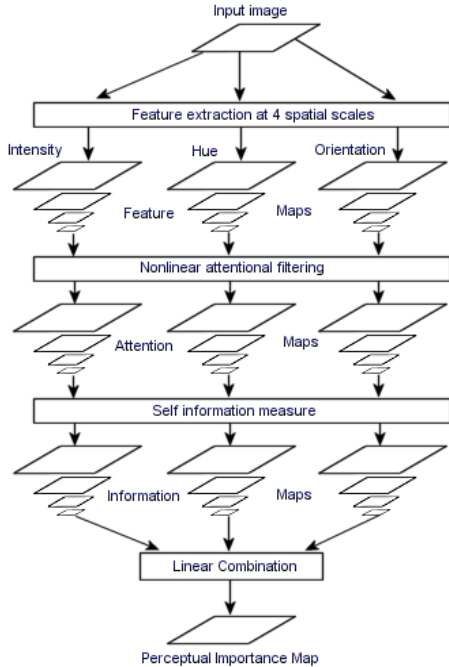 Input image
Feature extraction at 4 spatial scales
Intensity Hue Orientation
Feature Maps
Nonlinear attentional filtering
Attention Maps
Self information measure
Information Maps
Linear Combination
Perceptual Importance Map